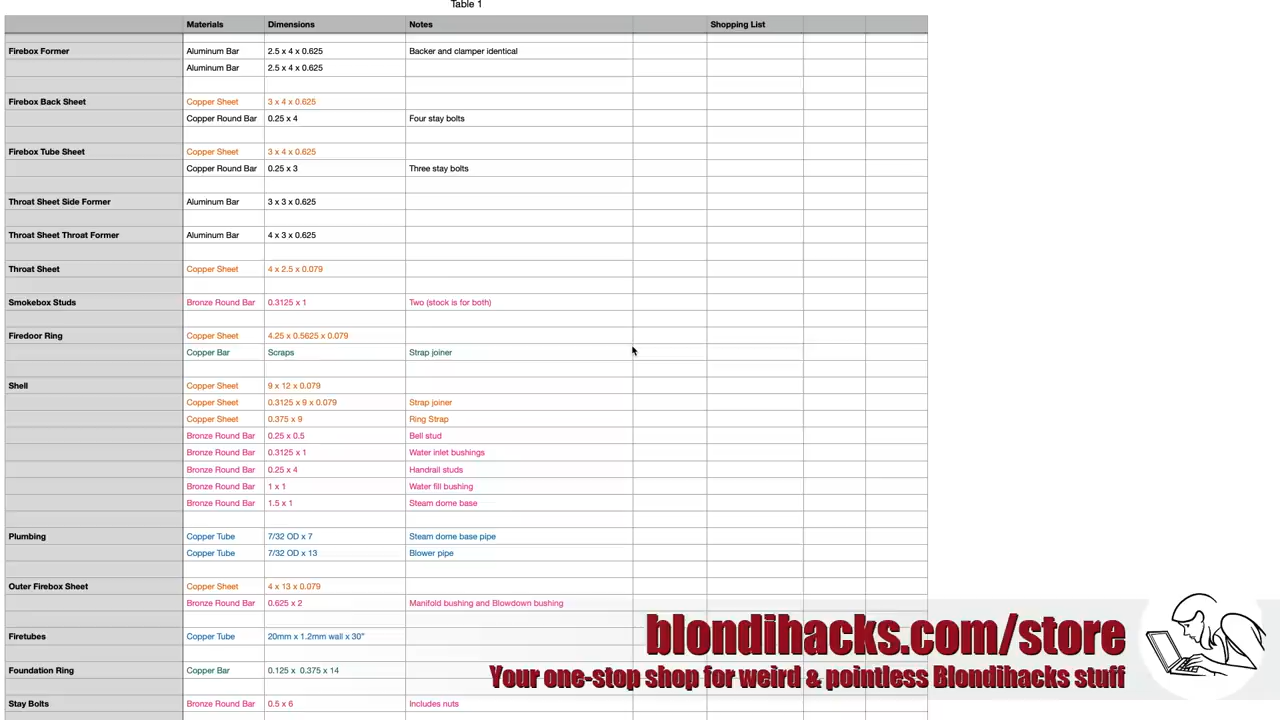 Table 1
Materials Dimensions Notes Shopping List
Firebox Former Aluminum Bar 2.5 x 4 x 0.625 Backer and clamper identical
Aluminum Bar 2.5 x 4 x 0.625
Firebox Back Sheet Copper Sheet 3 x 4 x 0.625
Copper Round Bar 0.25 x 4 Four stay bolts
Firebox Tube Sheet Copper Sheet 3 x 4 x 0.625
Copper Round Bar 0.25 x 3 Three stay bolts
Throat Sheet Side Former Aluminum Bar 3 x 3 x 0.625
Throat Sheet Throat Former Aluminum Bar 4 x 3 x 0.625
Throat Sheet Copper Sheet 4 x 2.5 x 0.079
Smokebox Studs Bronze Round Bar 0.3125 x 1 Two (stock is for both)
Firedoor Ring Copper Sheet 4.25 x 0.5625 x 0.079
Copper Bar Scraps Strap joiner
Shell Copper Sheet 9 x 12 x 0.079
Copper Sheet 0.3125 x 9 x 0.079 Strap joiner
Copper Sheet 0.375 x 9 Ring Strap
Bronze Round Bar 0.25 x 0.5 Bell stud
Bronze Round Bar 0.3125 x 1 Water inlet bushings
Bronze Round Bar 0.25 x 4 Handrail studs
Bronze Round Bar 1 x 1 Water fill bushing
Bronze Round Bar 1.5 x 1 Steam dome base
Plumbing Copper Tube 7/32 OD x 7 Steam dome base pipe
Copper Tube 7/32 OD x 13 Blower pipe
Outer Firebox Sheet Copper Sheet 4 x 13 x 0.079
Bronze Round Bar 0.625 x 2 Manifold bushing and Blowdown bushing
Firetubes Copper Tube 20mm x 1.2mm wall x 30"
Foundation Ring Copper Bar 0.125 x 0.375 x 14
Stay Bolts Bronze Round Bar 0.5 x 6 Includes nuts
blondihacks.com/store
Your one-stop shop for weird & pointless Blondihacks stuff